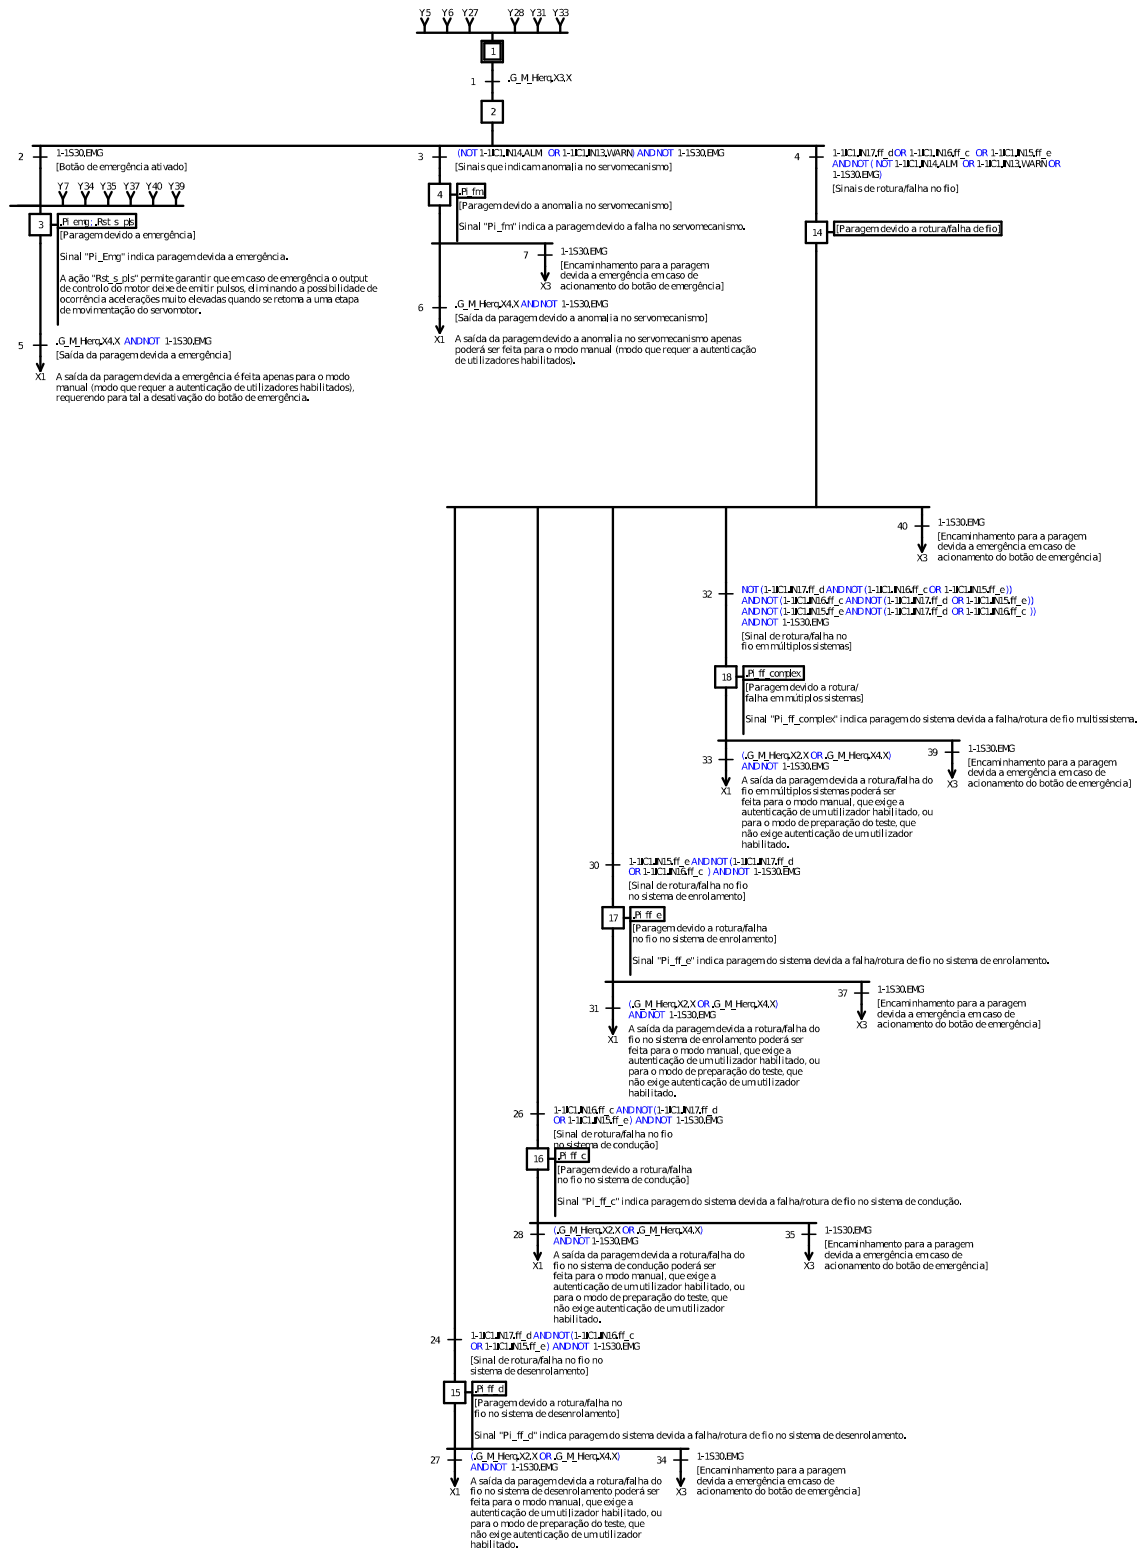 Y5 Y6 Y27 Y28 Y31 Y33
1
1 .G_M_Hierq.X3.X
2
2 1-1S30.EMG
[Botão de emergência ativado]
Y7 Y34 Y35 Y37 Y40 Y39
3 .Pi_emg; .Rst_s_pls
[Paragem devido a emergência]
Sinal "Pi_Emg" indica paragem devida a emergência.
A ação "Rst_s_pls" permite garantir que em caso de emergência o output
de controlo do motor deixe de emitir pulsos, eliminando a possibilidade de
ocorrência acelerações muito elevadas quando se retoma a uma etapa
de movimentação do servomotor.
5 .G_M_Hierq.X4.X AND NOT 1-1S30.EMG
[Saída da paragem devida a emergência]
X1 A saída da paragem devida a emergência é feita apenas para o modo
manual (modo que requer a autenticação de utilizadores habilitados),
requerendo para tal a desativação do botão de emergência.
3 (NOT 1-1IC1.IN14.ALM OR 1-1IC1.IN13.WARN) AND NOT 1-1S30.EMG
[Sinais que indicam anomalia no servomecanismo]
4 .Pi_fm
[Paragem devido a anomalia no servomecanismo]
Sinal "Pi_fm" indica a paragem devido a falha no servomecanismo.
7 1-1S30.EMG
[Encaminhamento para a paragem
devida a emergência em caso de
X3 acionamento do botão de emergência]
6 .G_M_Hierq.X4.X AND NOT 1-1S30.EMG
[Saída da paragem devido a anomalia no servomecanismo]
X1 A saída da paragem devido a anomalia no servomecanismo apenas
poderá ser feita para o modo manual (modo que requer a autenticação
de utilizadores habilitados).
4 1-1IC1.IN17.ff_d OR 1-1IC1.IN16.ff_c OR 1-1IC1.IN15.ff_e
AND NOT ( NOT 1-1IC1.IN14.ALM OR 1-1IC1.IN13.WARN OR
1-1S30.EMG)
[Sinais de rotura/falha no fio]
14 [Paragem devido a rotura/falha de fio]
40 1-1S30.EMG
[Encaminhamento para a paragem
devida a emergência em caso de
X3 acionamento do botão de emergência]
32 NOT (1-1IC1.IN17.ff_d AND NOT (1-1IC1.IN16.ff_c OR 1-1IC1.IN15.ff_e))
AND NOT (1-1IC1.IN16.ff_c AND NOT (1-1IC1.IN17.ff_d OR 1-1IC1.IN15.ff_e))
AND NOT (1-1IC1.IN15.ff_e AND NOT (1-1IC1.IN17.ff_d OR 1-1IC1.IN16.ff_c ))
AND NOT 1-1S30.EMG
[Sinal de rotura/falha no
fio em múltiplos sistemas]
18 .Pi_ff_complex
[Paragem devido a rotura/
falha em mútiplos sistemas]
Sinal "Pi_ff_complex" indica paragem do sistema devida a falha/rotura de fio multissistema.
33 (.G_M_Hierq.X2.X OR .G_M_Hierq.X4.X)
AND NOT 1-1S30.EMG
X1 A saída da paragem devida a rotura/falha do
fio em múltiplos sistemas poderá ser
feita para o modo manual, que exige a
autenticação de um utilizador habilitado, ou
para o modo de preparação do teste, que
não exige autenticação de um utilizador
habilitado.
39 1-1S30.EMG
[Encaminhamento para a paragem
devida a emergência em caso de
X3 acionamento do botão de emergência]
30 1-1IC1.IN15.ff_e AND NOT (1-1IC1.IN17.ff_d
OR 1-1IC1.IN16.ff_c ) AND NOT 1-1S30.EMG
[Sinal de rotura/falha no fio
no sistema de enrolamento]
17 .Pi_ff_e
[Paragem devido a rotura/falha
no fio no sistema de enrolamento]
Sinal "Pi_ff_e" indica paragem do sistema devida a falha/rotura de fio no sistema de enrolamento.
31 (.G_M_Hierq.X2.X OR .G_M_Hierq.X4.X)
AND NOT 1-1S30.EMG
X1 A saída da paragem devida a rotura/falha do
fio no sistema de enrolamento poderá ser
feita para o modo manual, que exige a
autenticação de um utilizador habilitado, ou
para o modo de preparação do teste, que
não exige autenticação de um utilizador
habilitado.
37 1-1S30.EMG
[Encaminhamento para a paragem
devida a emergência em caso de
X3 acionamento do botão de emergência]
26 1-1IC1.IN16.ff_c AND NOT (1-1IC1.IN17.ff_d
OR 1-1IC1.IN15.ff_e) AND NOT 1-1S30.EMG
[Sinal de rotura/falha no fio
no sistema de condução]
16 .Pi_ff_c
[Paragem devido a rotura/falha
no fio no sistema de condução]
Sinal "Pi_ff_c" indica paragem do sistema devida a falha/rotura de fio no sistema de condução.
28 (.G_M_Hierq.X2.X OR .G_M_Hierq.X4.X)
AND NOT 1-1S30.EMG
X1 A saída da paragem devida a rotura/falha do
fio no sistema de condução poderá ser
feita para o modo manual, que exige a
autenticação de um utilizador habilitado, ou
para o modo de preparação do teste, que
não exige autenticação de um utilizador
habilitado.
35 1-1S30.EMG
[Encaminhamento para a paragem
devida a emergência em caso de
X3 acionamento do botão de emergência]
24 1-1IC1.IN17.ff_d AND NOT (1-1IC1.IN16.ff_c
OR 1-1IC1.IN15.ff_e) AND NOT 1-1S30.EMG
[Sinal de rotura/falha no fio no
sistema de desenrolamento]
15 .Pi_ff_d
[Paragem devido a rotura/falha no
fio no sistema de desenrolamento]
Sinal "Pi_ff_d" indica paragem do sistema devida a falha/rotura de fio no sistema de desenrolamento.
27 (.G_M_Hierq.X2.X OR .G_M_Hierq.X4.X)
AND NOT 1-1S30.EMG
X1 A saída da paragem devida a rotura/falha do
fio no sistema de desenrolamento poderá ser
feita para o modo manual, que exige a
autenticação de um utilizador habilitado, ou
para o modo de preparação do teste, que
não exige autenticação de um utilizador
habilitado.
34 1-1S30.EMG
[Encaminhamento para a paragem
devida a emergência em caso de
X3 acionamento do botão de emergência]